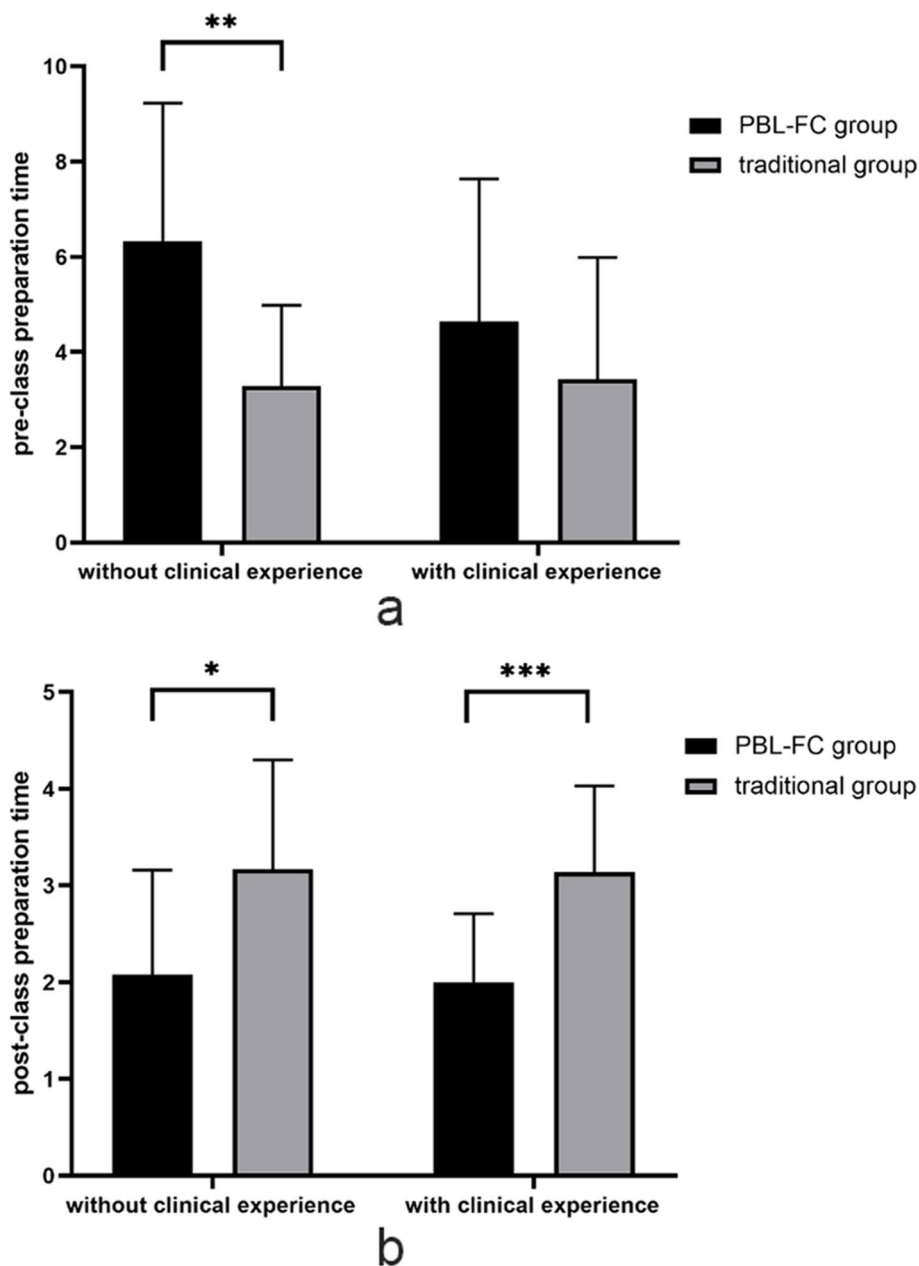 **
10
8
6
4
2
0
pre-class preparation time
PBL-FC group
traditional group
without clinical experience
with clinical experience
a
*
***
5
4
3
2
1
0
post-class preparation time
PBL-FC group
traditional group
without clinical experience
with clinical experience
b